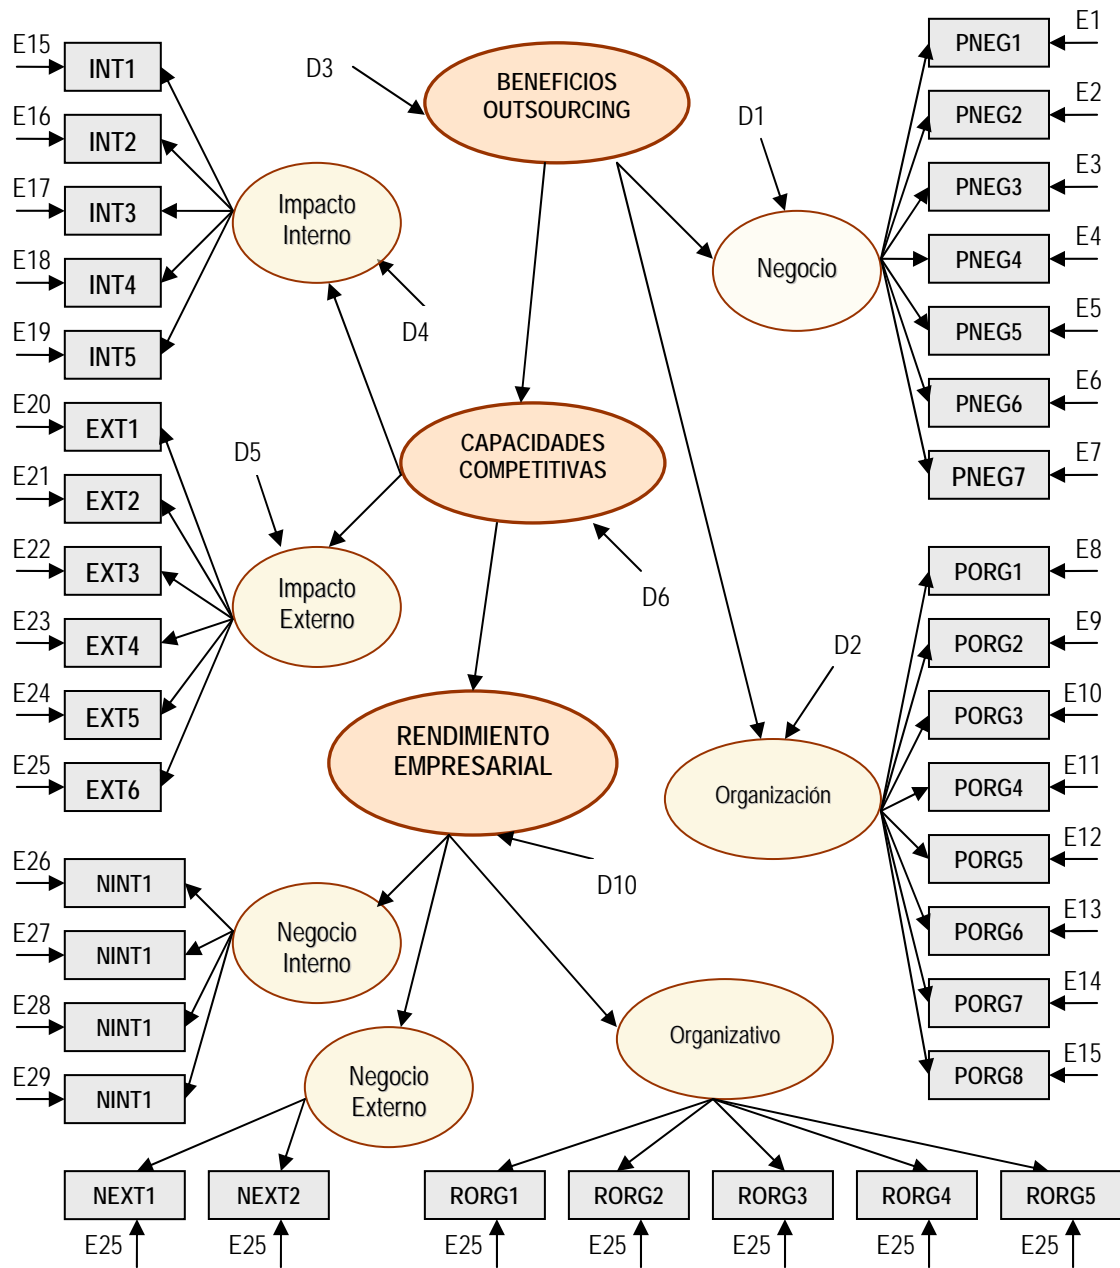 E15
INT1
E16
INT2
E17
INT3
E18
INT4
E19
INT5
E20
EXT1
E21
EXT2
E22
EXT3
E23
EXT4
E24
EXT5
E25
EXT6
E26
NINT1
E27
NINT1
E28
NINT1
E29
NINT1
D3
BENEFICIOS
OUTSOURCING
D1
Impacto
Interno
D4
Negocio
CAPACIDADES
COMPETITIVAS
D5
D6
Impacto
Externo
D2
RENDIMIENTO
EMPRESARIAL
Organización
D10
Negocio
Interno
Negocio
Externo
Organizativo
E1
PNEG1
E2
PNEG2
E3
PNEG3
E4
PNEG4
E5
PNEG5
E6
PNEG6
E7
PNEG7
E8
PORG1
E9
PORG2
E10
PORG3
E11
PORG4
E12
PORG5
E13
PORG6
E14
PORG7
E15
PORG8
NEXT1
NEXT2
RORG1
RORG2
RORG3
RORG4
RORG5
E25
E25
E25
E25
E25
E25
E25